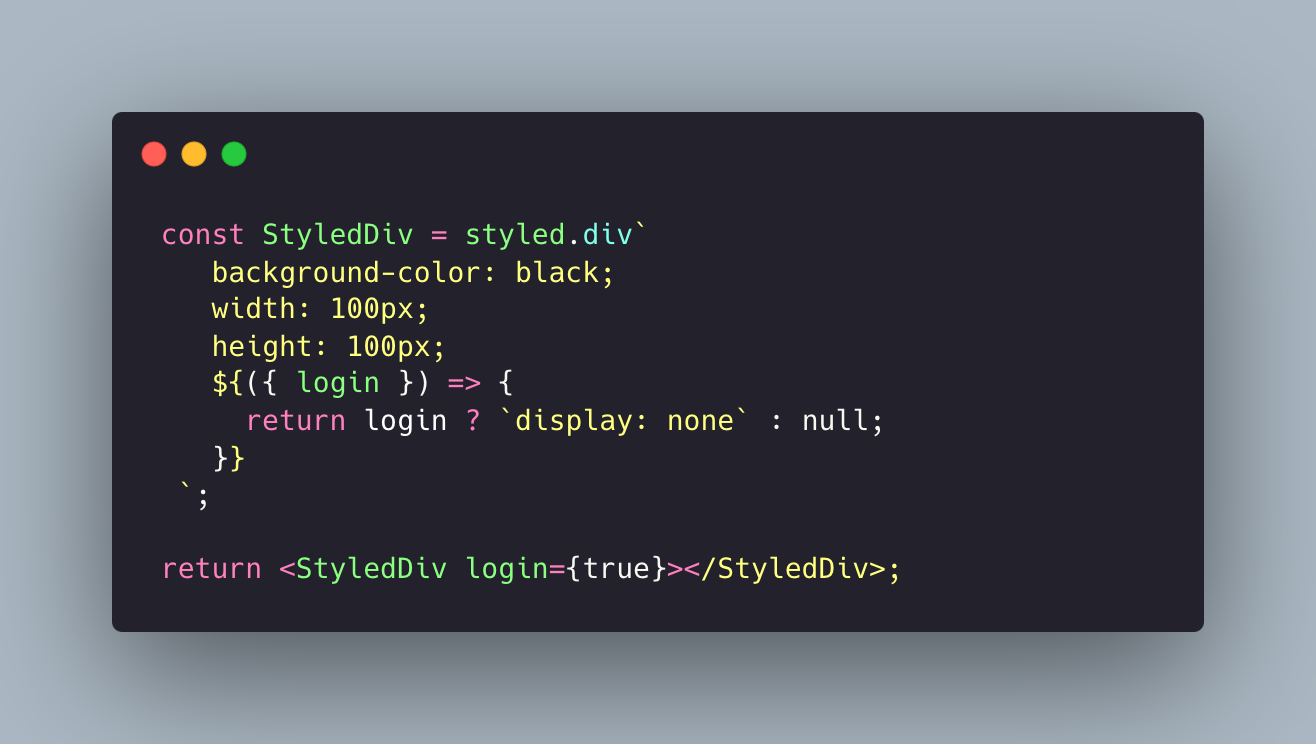 const StyledDiv = styled.div`
   background-color: black;
   width: 100px;
   height: 100px;
   ${({ login }) => {
     return login ? `display: none` : null;
   }}
 `;

return <StyledDiv login={true}></StyledDiv>;